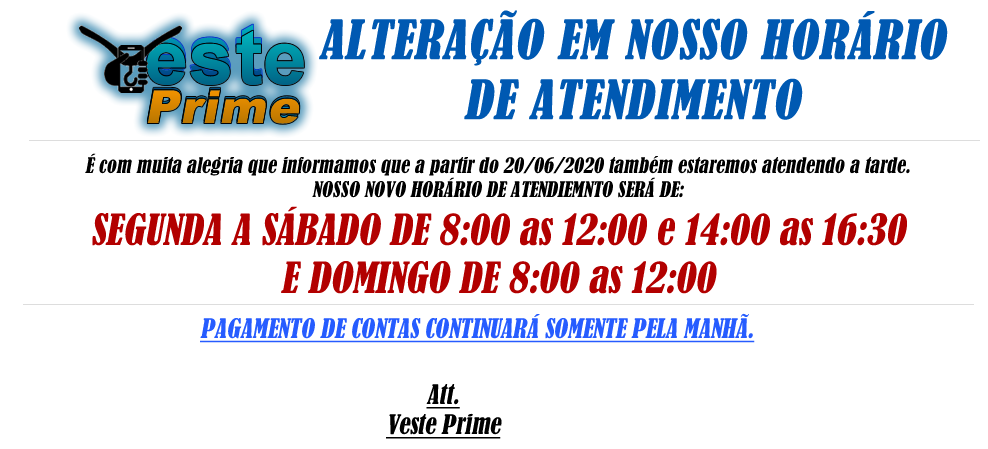 Veste
Prime
ALTERAÇÃO EM NOSSO HORÁRIO
DE ATENDIMENTO
É com muita alegria que informamos que a partir do 20/06/2020 também estaremos atendendo a tarde.
NOSSO NOVO HORÁRIO DE ATENDIEMNTO SERÁ DE:
SEGUNDA A SÁBADO DE 8:00 as 12:00 e 14:00 as 16:30
E DOMINGO DE 8:00 as 12:00
PAGAMENTO DE CONTAS CONTINUARÁ SOMENTE PELA MANHÃ.
Att.
Veste Prime